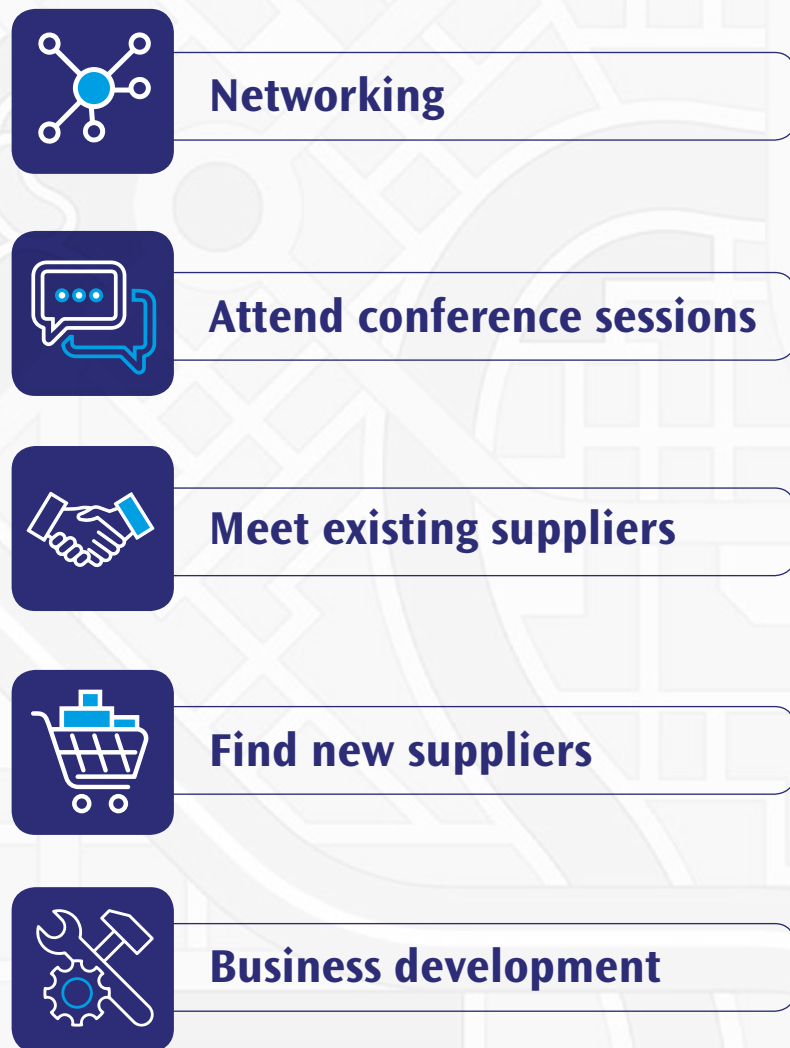 Networking
Attend conference sessions
Meet existing suppliers
Find new suppliers
Business development